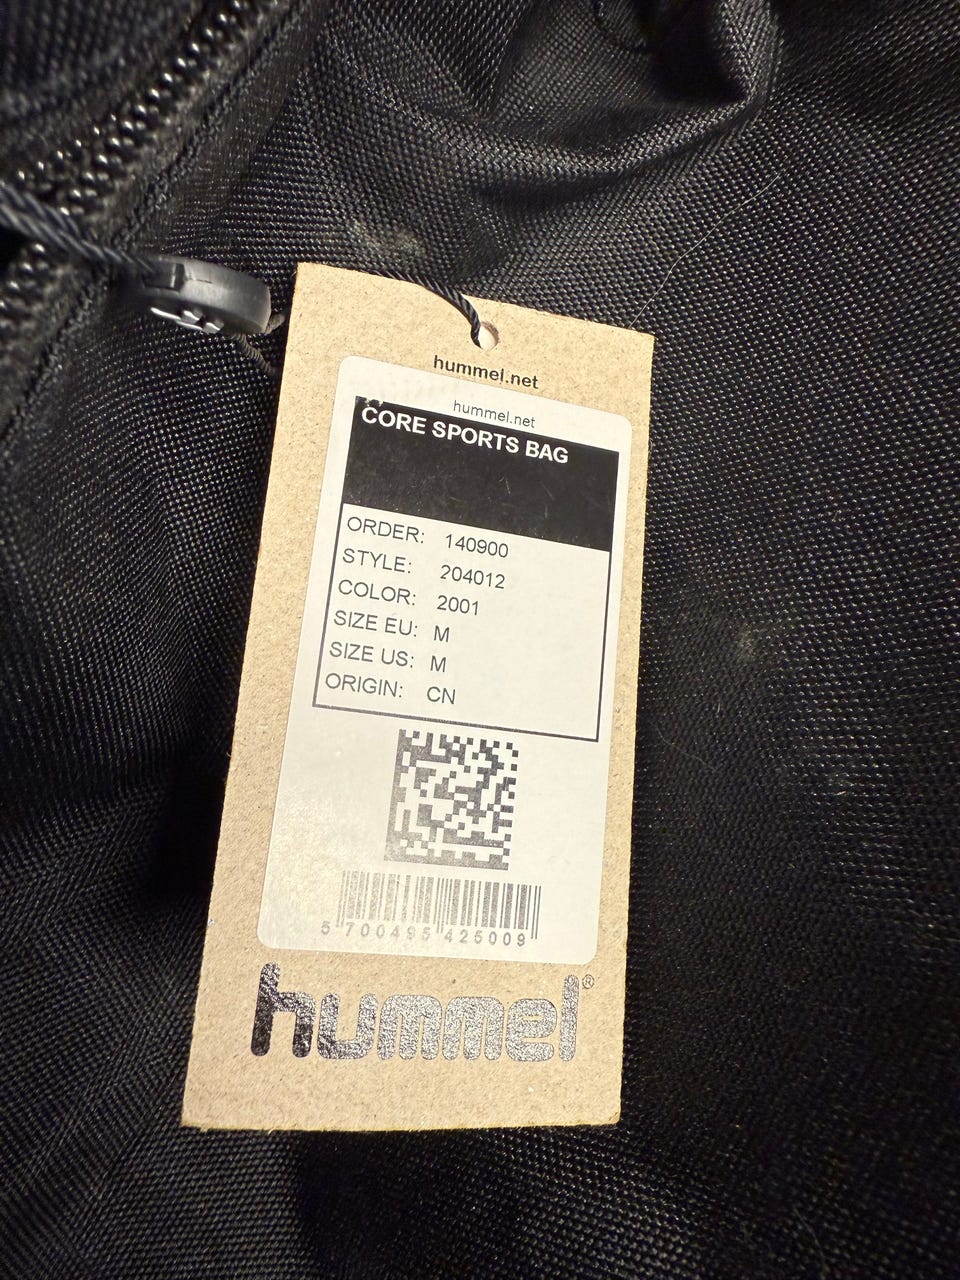 hummel.net
hummel.net
CORE SPORTS BAG
ORDER: 140900
STYLE: 204012
COLOR: 2001
SIZE EU: M
SIZE US: M
ORIGIN: CN
5 700495 425009
hummel®